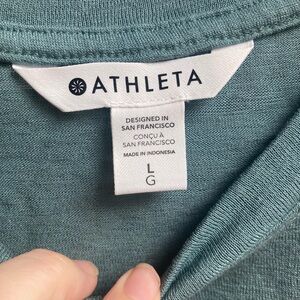 ATHLETA
DESIGNED IN
SAN FRANCISCO
CONÇU À
SAN FRANCISCO
MADE IN INDONESIA
L
G